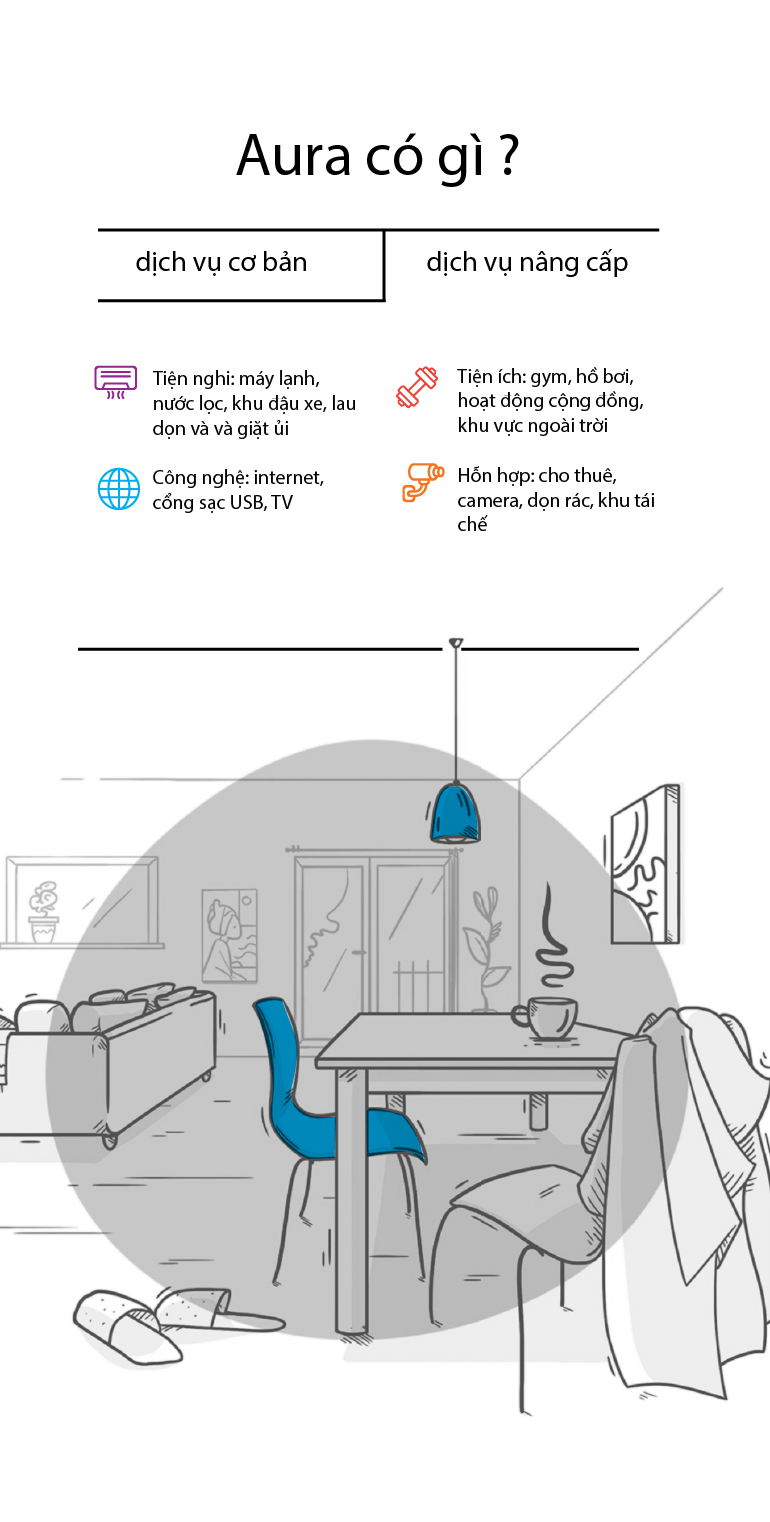 Aura có gì ?
dịch vụ cơ bản
dịch vụ nâng cấp
Tiện nghi: máy lạnh,
nước lọc, khu đậu xe, lau
dọn và và giặt ủi
Công nghệ: internet,
cổng sạc USB, TV
Tiện ích: gym, hồ bơi,
hoạt động cộng đồng,
khu vực ngoài trời
Hỗn hợp: cho thuê,
camera, dọn rác, khu tái
chế